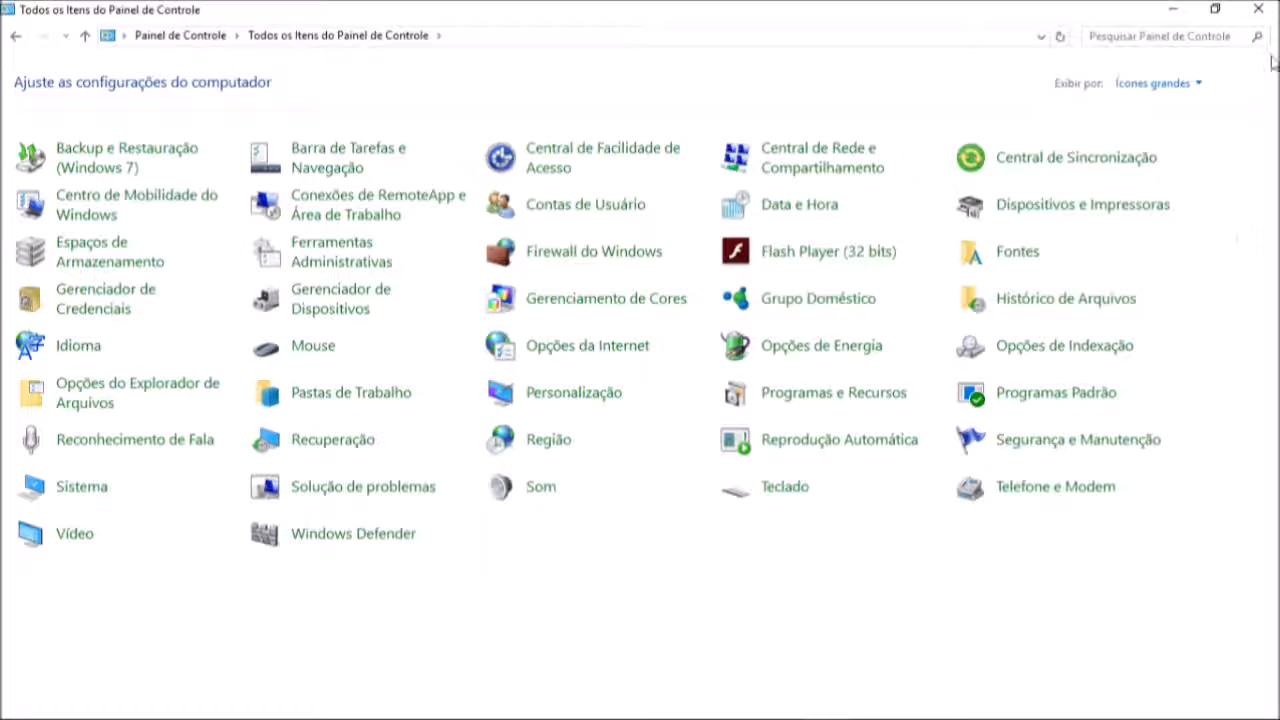 Todos os Itens do Painel de Controle
Painel de Controle > Todos os Itens do Painel de Controle >
Pesquisar Painel de Controle
Ajuste as configurações do computador
Exibir por: Ícones grandes
Backup e Restauração
(Windows 7)
Barra de Tarefas e
Navegação
Central de Facilidade de
Acesso
Central de Rede e
Compartilhamento
Central de Sincronização
Centro de Mobilidade do
Windows
Conexões de RemoteApp e
Área de Trabalho
Contas de Usuário
Data e Hora
Dispositivos e Impressoras
Espaços de
Armazenamento
Ferramentas
Administrativas
Firewall do Windows
Flash Player (32 bits)
Fontes
Gerenciador de
Credenciais
Gerenciador de
Dispositivos
Gerenciamento de Cores
Grupo Doméstico
Histórico de Arquivos
Idioma
Mouse
Opções da Internet
Opções de Energia
Opções de Indexação
Opções do Explorador de
Arquivos
Pastas de Trabalho
Personalização
Programas e Recursos
Programas Padrão
Reconhecimento de Fala
Recuperação
Região
Reprodução Automática
Segurança e Manutenção
Sistema
Solução de problemas
Som
Teclado
Telefone e Modem
Vídeo
Windows Defender